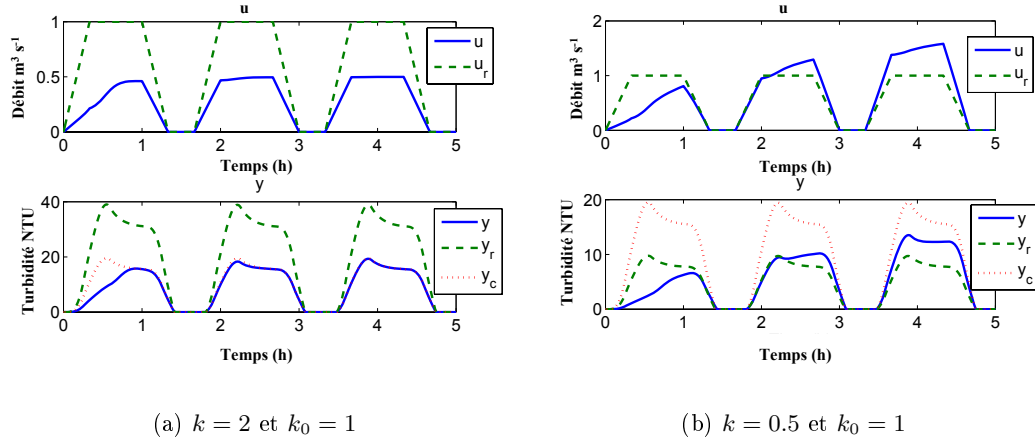 u
Débit m³ s⁻¹
1
0.5
0
0 1 2 3 4 5
Temps (h)
u
u_r
y
Turbidité NTU
40
20
0
0 1 2 3 4 5
Temps (h)
y
y_r
y_c
(a) k = 2 et k₀ = 1
u
Débit m³ s⁻¹
2
1
0
0 1 2 3 4 5
Temps (h)
u
u_r
y
Turbidité NTU
20
10
0
0 1 2 3 4 5
Temps (h)
y
y_r
y_c
(b) k = 0.5 et k₀ = 1